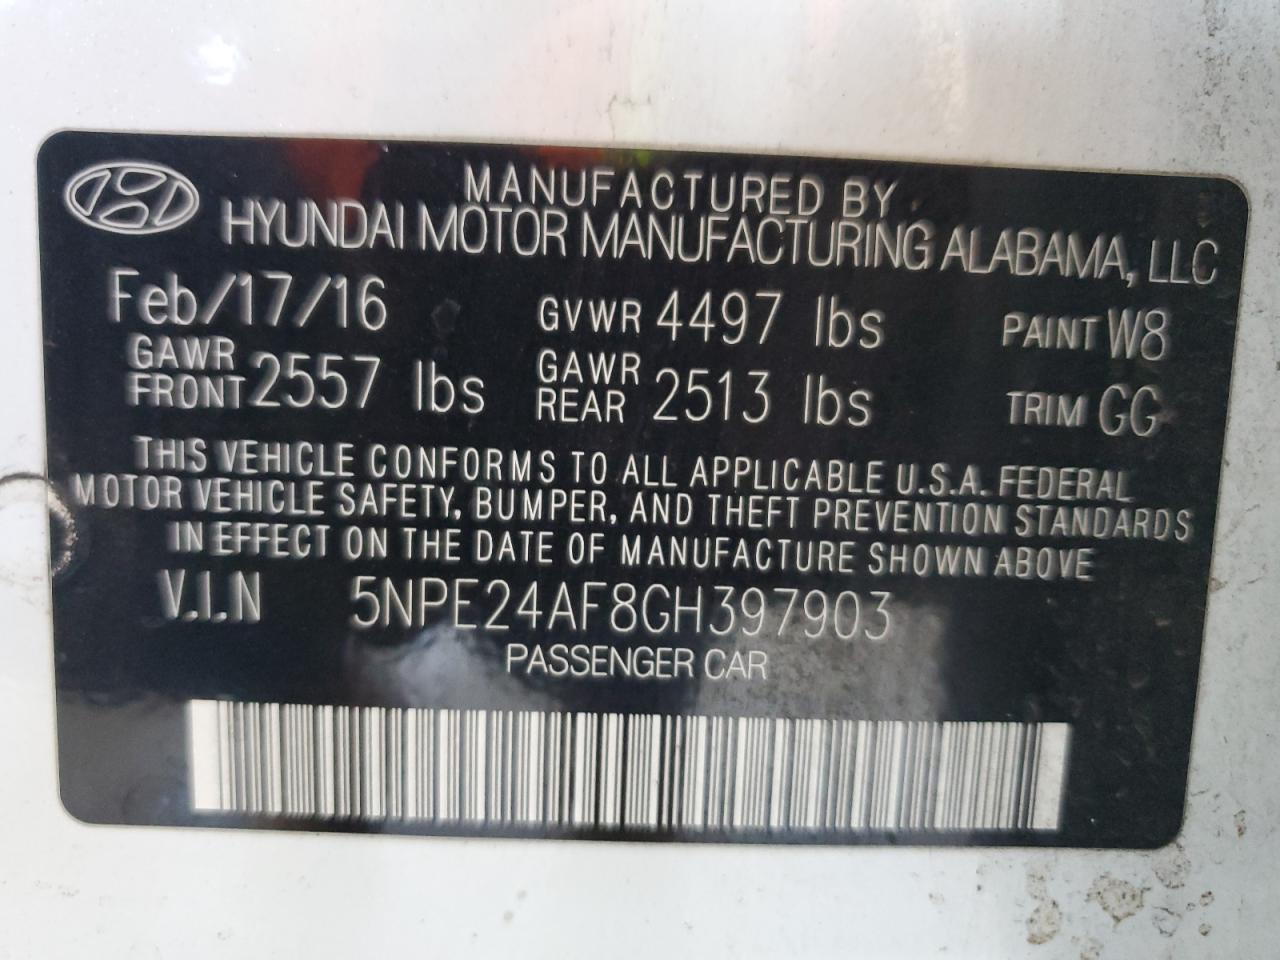 MANUFACTURED BY
HYUNDAI MOTOR MANUFACTURING ALABAMA, LLC
Feb/17/16 GVWR 4497 lbs PAINT W8
GAWR FRONT 2557 lbs GAWR REAR 2513 lbs TRIM GG
THIS VEHICLE CONFORMS TO ALL APPLICABLE U.S.A. FEDERAL
MOTOR VEHICLE SAFETY, BUMPER, AND THEFT PREVENTION STANDARDS
IN EFFECT ON THE DATE OF MANUFACTURE SHOWN ABOVE
V.I.N 5NPE24AF8GH397903
PASSENGER CAR